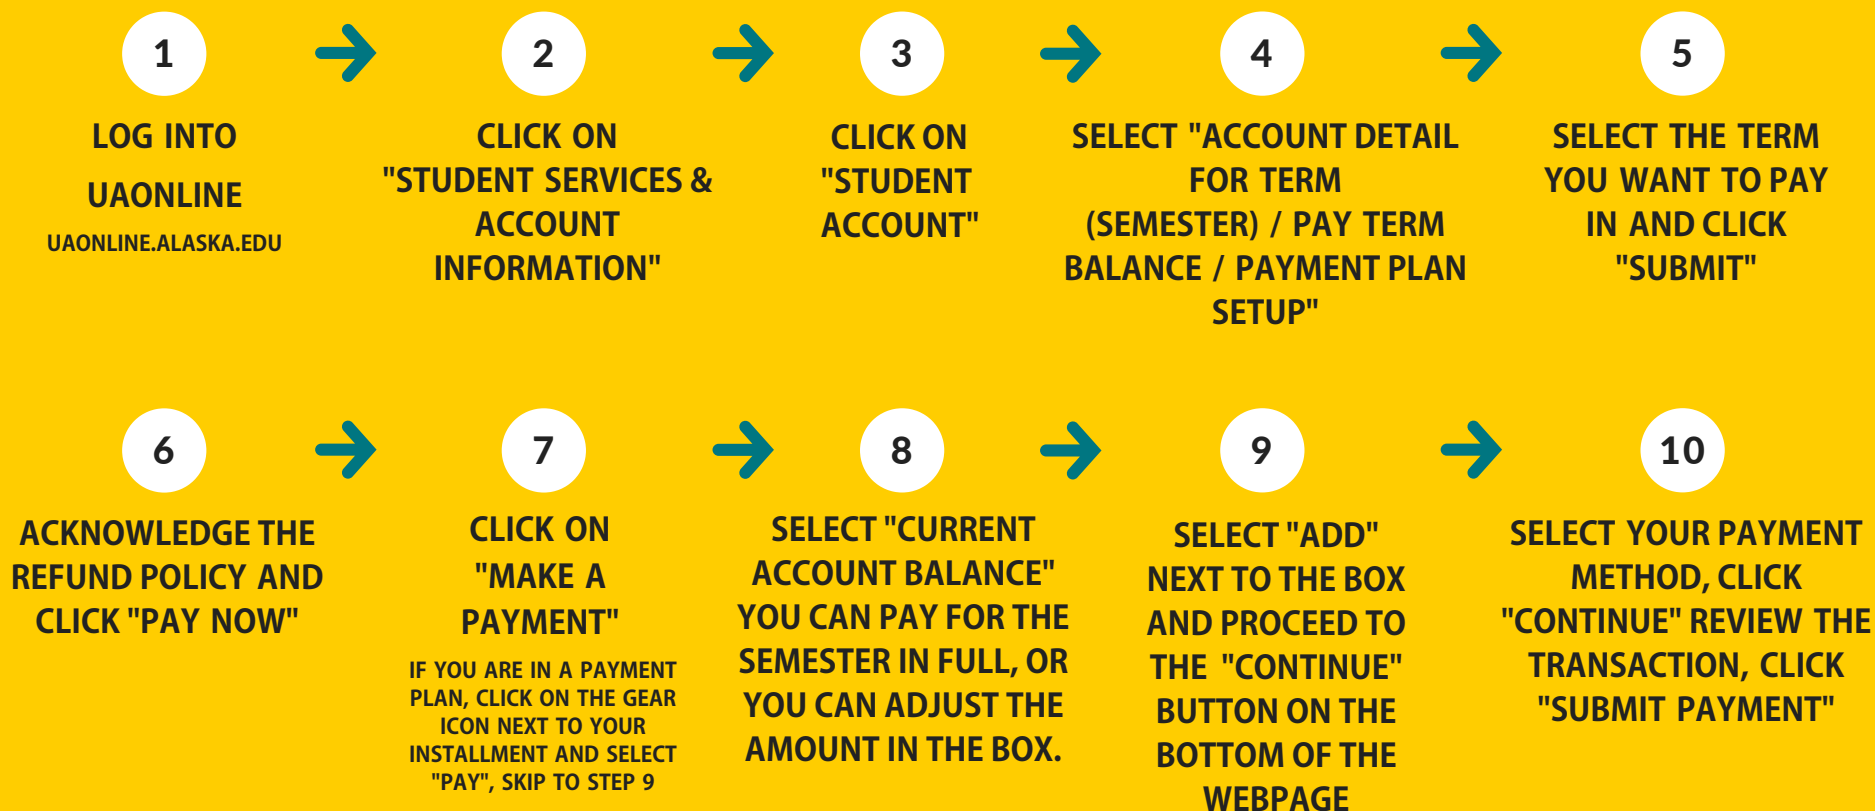 1
LOG INTO
UAONLINE
UAONLINE.ALASKA.EDU
2
CLICK ON
"STUDENT SERVICES &
ACCOUNT
INFORMATION"
3
CLICK ON
"STUDENT
ACCOUNT"
4
SELECT "ACCOUNT DETAIL
FOR TERM
(SEMESTER) / PAY TERM
BALANCE / PAYMENT PLAN
SETUP"
5
SELECT THE TERM
YOU WANT TO PAY
IN AND CLICK
"SUBMIT"
6
ACKNOWLEDGE THE
REFUND POLICY AND
CLICK "PAY NOW"
7
CLICK ON
"MAKE A
PAYMENT"
IF YOU ARE IN A PAYMENT
PLAN, CLICK ON THE GEAR
ICON NEXT TO YOUR
INSTALLMENT AND SELECT
"PAY", SKIP TO STEP 9
8
SELECT "CURRENT
ACCOUNT BALANCE"
YOU CAN PAY FOR THE
SEMESTER IN FULL, OR
YOU CAN ADJUST THE
AMOUNT IN THE BOX.
9
SELECT "ADD"
NEXT TO THE BOX
AND PROCEED TO
THE "CONTINUE"
BUTTON ON THE
BOTTOM OF THE
WEBPAGE
10
SELECT YOUR PAYMENT
METHOD, CLICK
"CONTINUE" REVIEW THE
TRANSACTION, CLICK
"SUBMIT PAYMENT"